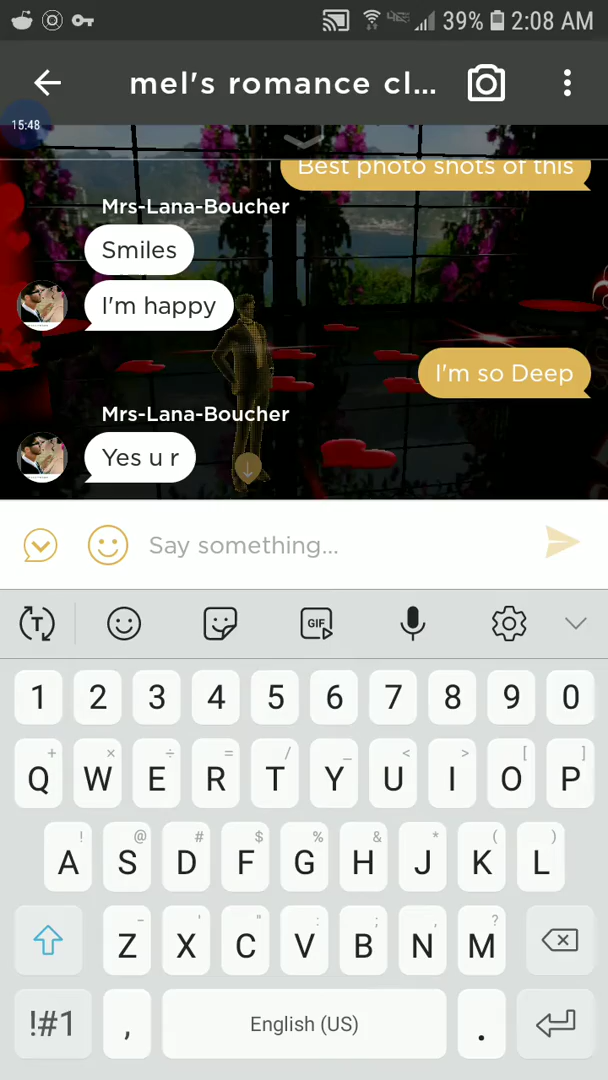 39% 2:08 AM
mel's romance cl...
15:48
Best photo shots of this
Mrs-Lana-Boucher
Smiles
I'm happy
I'm so Deep
Mrs-Lana-Boucher
Yes u r
Say something...
T GIF
1 2 3 4 5 6 7 8 9 0
+ × ÷ = / _ < > [ ]
Q W E R T Y U I O P
! @ # $ % & * ( )
A S D F G H J K L
- ' " : ; , ?
Z X C V B N M
!#1 , English (US) .